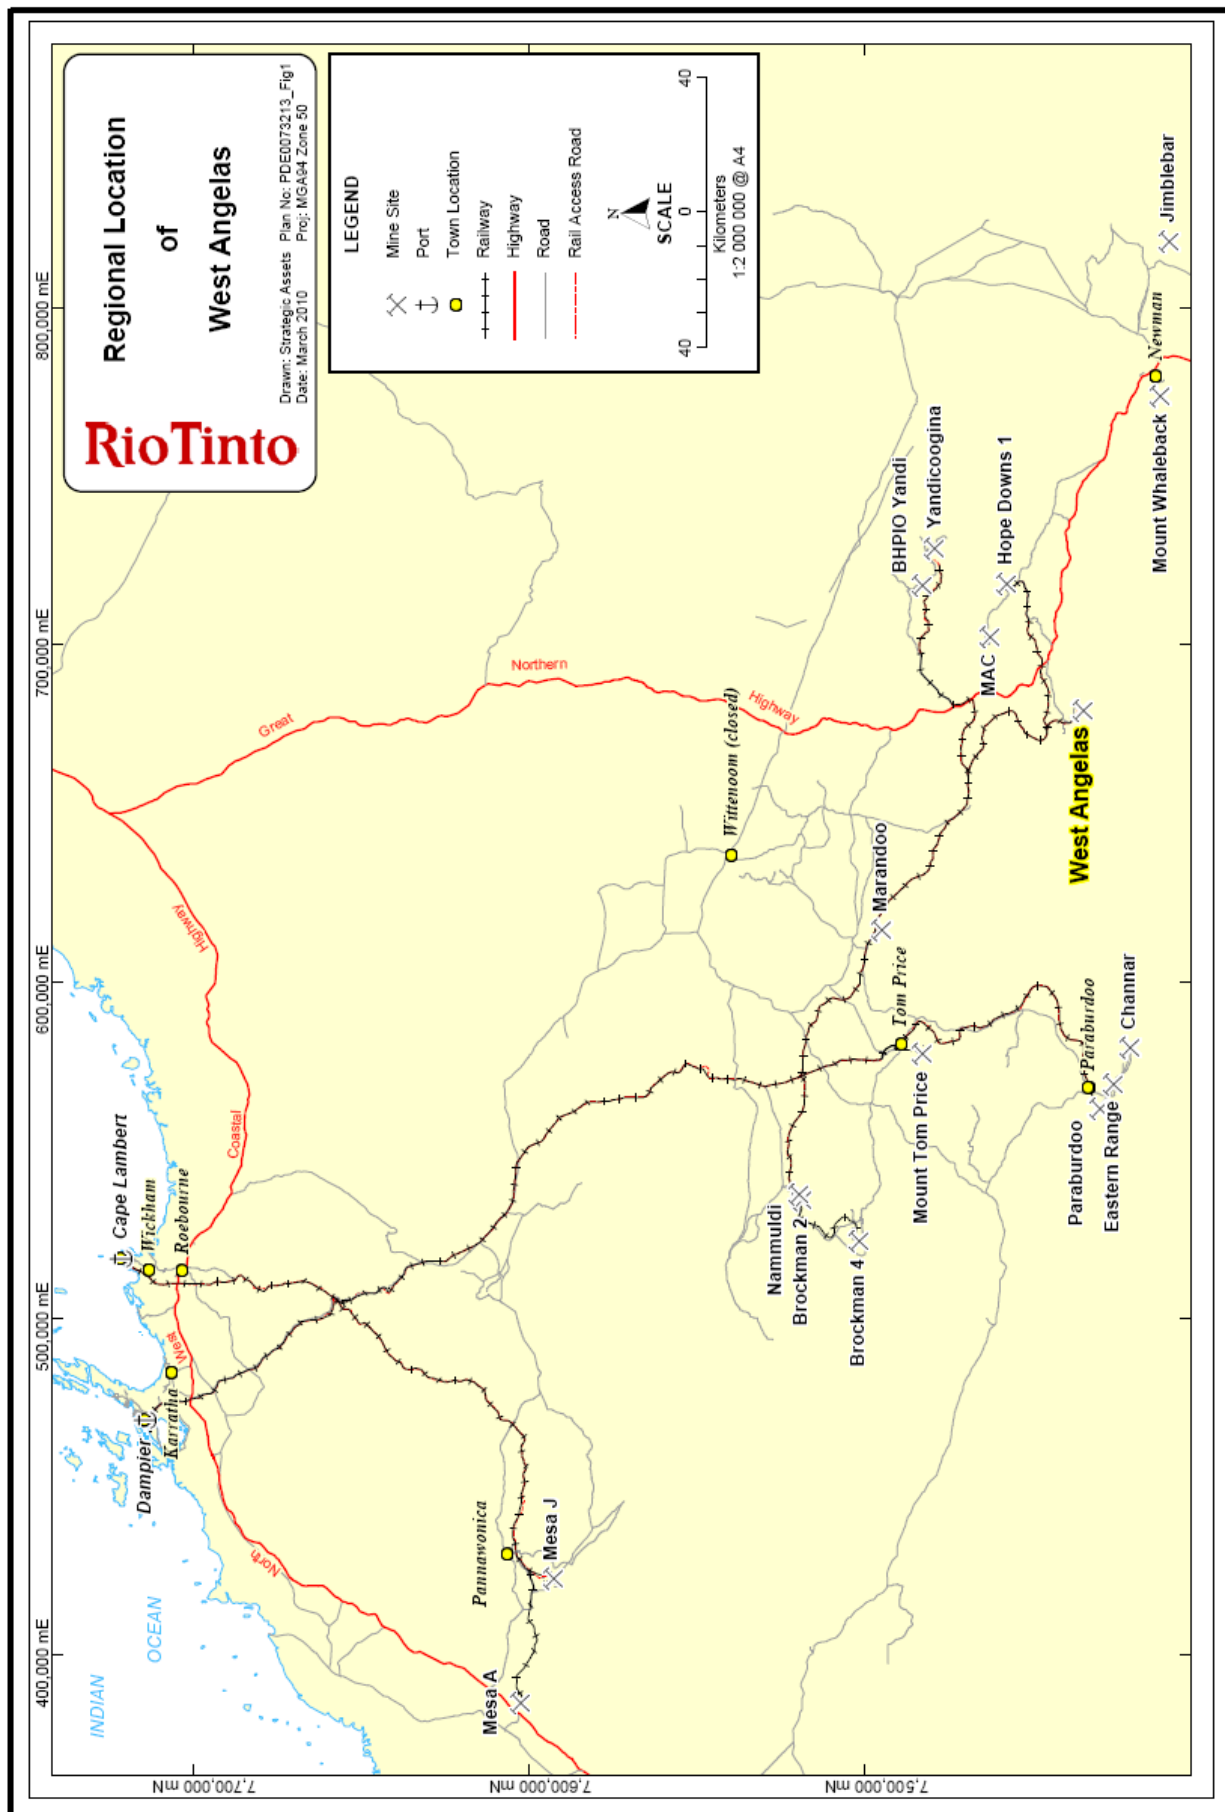 Regional Location
of
West Angelas
RioTinto
Drawn: Strategic Assets Plan No: PDE0073213_Fig1
Date: March 2010 Proj: MGA94 Zone 50
LEGEND
Mine Site
Port
Town Location
Railway
Highway
Road
Rail Access Road
N
SCALE
40 0 40
Kilometers
1:2 000 000 @ A4
400,000 mE
500,000 mE
600,000 mE
700,000 mE
800,000 mE
7,700,000 mN
7,600,000 mN
7,500,000 mN
INDIAN
OCEAN
Dampier
Karratha
Cape Lambert
Wickham
Roebourne
North
West
Coastal
Highway
Great
Northern
Highway
Pannawonica
Mesa A
Mesa J
Wittenoom (closed)
Nammuldi
Brockman 2
Brockman 4
Tom Price
Mount Tom Price
Marandoo
Paraburdoo
Paraburdoo
Eastern Range
Channar
BHPIO Yandi
Yandicoogina
MAC
Hope Downs 1
West Angelas
Mount Whaleback
Newman
Jimblebar